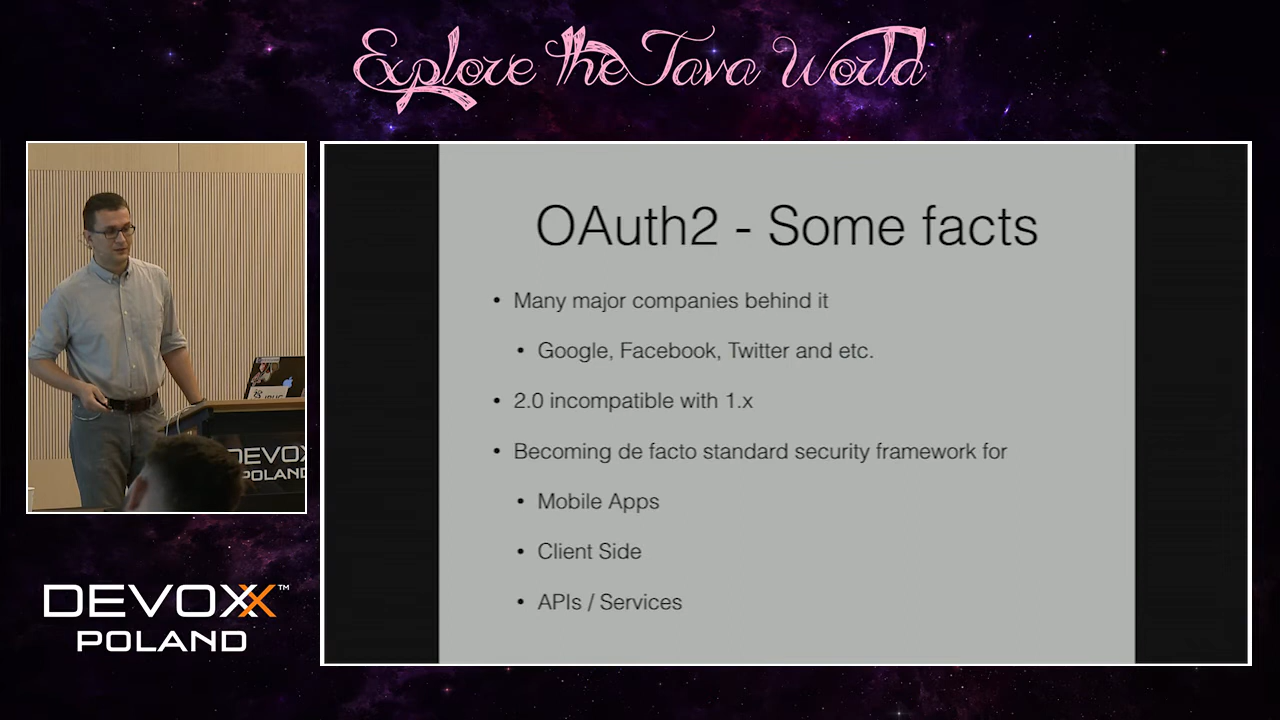 Explore the Java World
OAuth2 - Some facts
• Many major companies behind it
• Google, Facebook, Twitter and etc.
• 2.0 incompatible with 1.x
• Becoming de facto standard security framework for
• Mobile Apps
• Client Side
• APIs / Services
DEVOX
POLAND
DEVOXX™
POLAND